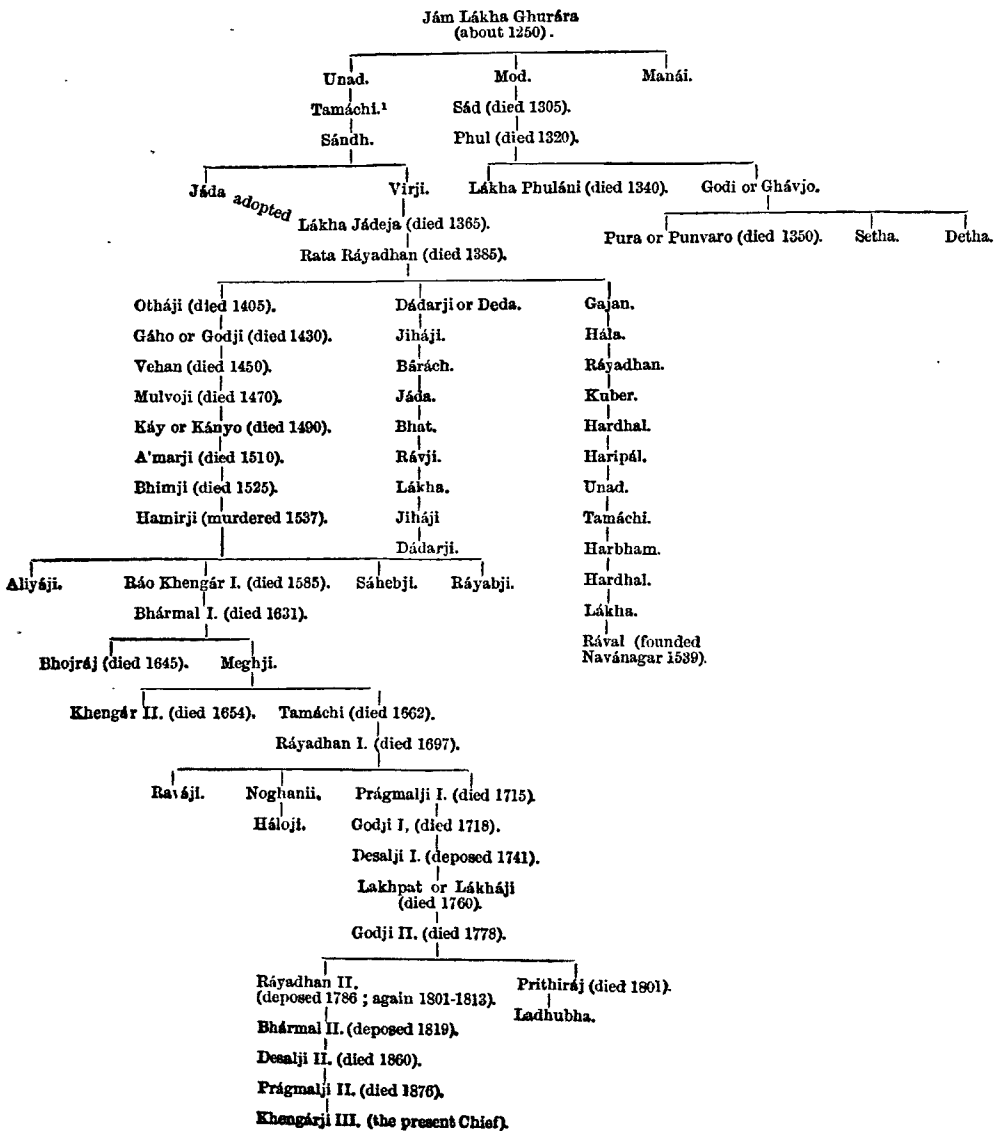 Jám Lákha Ghurára
(about 1250).
Unad. Mod. Manái.
Tamáchi.¹ Sád (died 1305).
Sándh. Phul (died 1320).
Jáda adopted Virji. Lákha Phuláni (died 1340). Godi or Ghávjo.
Lákha Jádeja (died 1365). Pura or Punvaro (died 1350). Setha. Detha.
Rata Ráyadhan (died 1385).
Otháji (died 1405). Dádarji or Deda. Gajan.
Gáho or Godji (died 1430). Jiháji. Hála.
Vehan (died 1450). Bárách. Ráyadhan.
Mulvoji (died 1470). Jáda. Kuber.
Káy or Kányo (died 1490). Bhat. Hardhal.
A'marji (died 1510). Rávji. Haripál.
Bhimji (died 1525). Lákha. Unad.
Hamirji (murdered 1537). Jiháji Tamáchi.
Dádarji. Harbham.
Aliyáji. Ráo Khengár I. (died 1585). Sáhebji. Ráyabji. Hardhal.
Bhármal I. (died 1631). Lákha.
Rával (founded
Bhojráj (died 1645). Meghji. Navánagar 1539).
Khengár II. (died 1654). Tamáchi (died 1662).
Ráyadhan I. (died 1697).
Raváji. Noghanii. Prágmalji I. (died 1715).
Háloji. Godji I, (died 1718).
Desalji I. (deposed 1741).
Lakhpat or Lákháji
(died 1760).
Godji II. (died 1778).
Ráyadhan II. Prithiráj (died 1801).
(deposed 1786 ; again 1801-1813).
Ladhubha.
Bhármal II. (deposed 1819).
Desalji II. (died 1860).
Prágmalji II. (died 1876).
Khengárji III. (the present Chief).